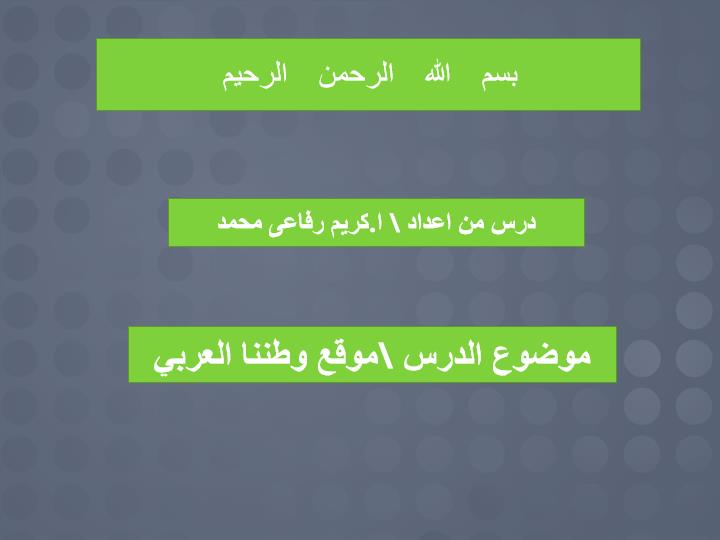 بسم الله الرحمن الرحيم
درس من اعداد \ ا.كريم رفاعى محمد
موضوع الدرس \موقع وطننا العربي